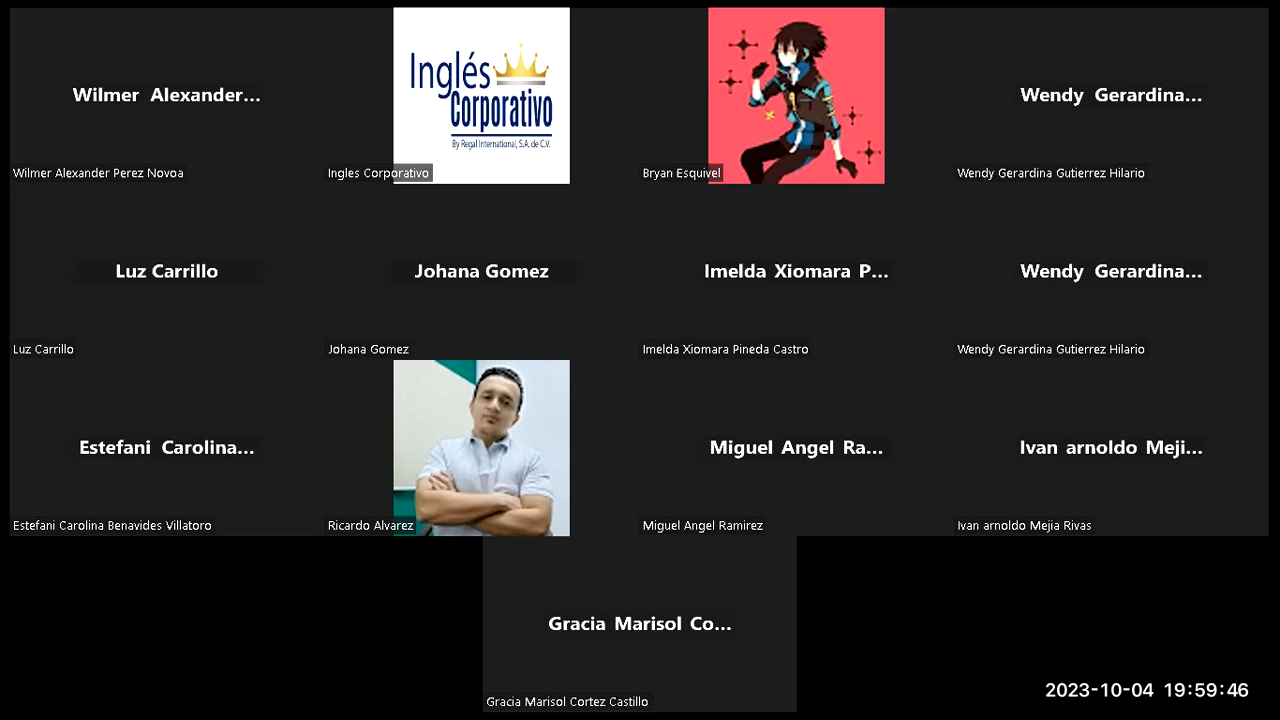 Wilmer Alexander...
Inglés
Corporativo
By Regal International, S.A. de C.V.
Wendy Gerardina...
Wilmer Alexander Perez Novoa
Ingles Corporativo
Bryan Esquivel
Wendy Gerardina Gutierrez Hilario
Luz Carrillo
Johana Gomez
Imelda Xiomara P...
Wendy Gerardina...
Luz Carrillo
Johana Gomez
Imelda Xiomara Pineda Castro
Wendy Gerardina Gutierrez Hilario
Estefani Carolina...
Miguel Angel Ra...
Ivan arnoldo Meji...
Estefani Carolina Benavides Villatoro
Ricardo Alvarez
Miguel Angel Ramirez
Ivan arnoldo Mejia Rivas
Gracia Marisol Co...
Gracia Marisol Cortez Castillo
2023-10-04 19:59:46